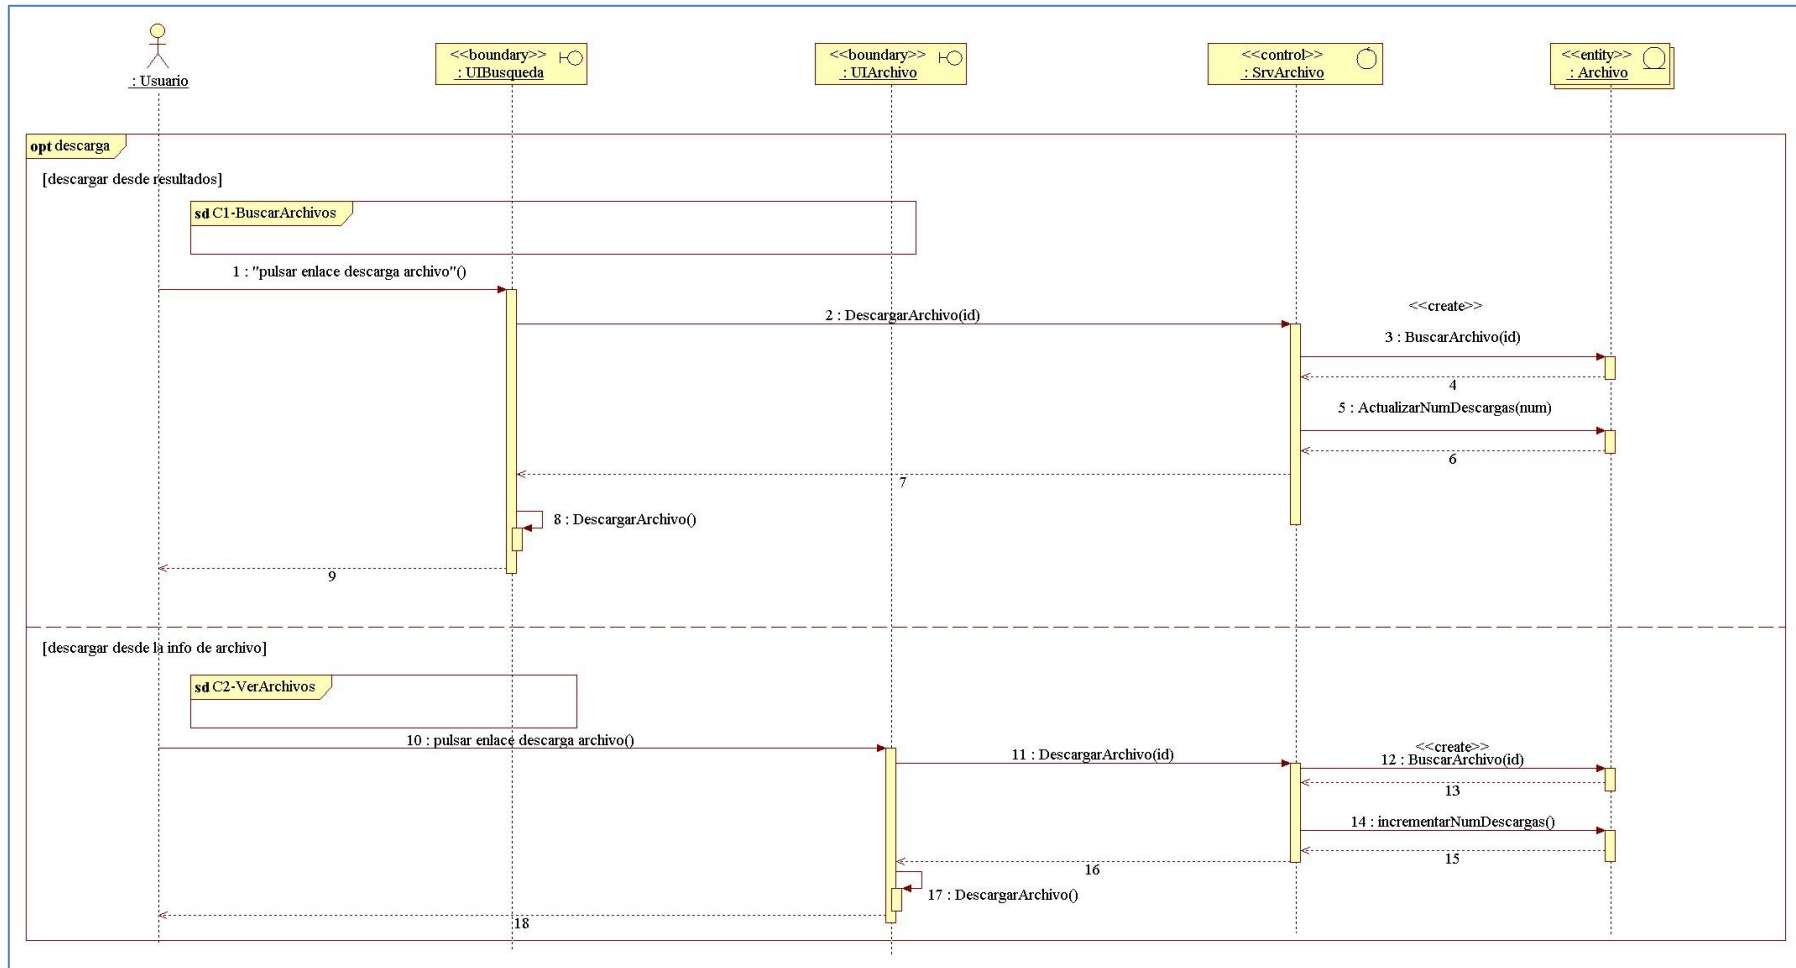 <<boundary>>
: UIBusqueda
<<boundary>>
: UIArchivo
<<control>>
: SrvArchivo
<<entity>>
: Archivo
: Usuario
opt descarga
[descargar desde resultados]
sd C1-BuscarArchivos
1 : "pulsar enlace descarga archivo"()
2 : DescargarArchivo(id)
<<create>>
3 : BuscarArchivo(id)
4
5 : ActualizarNumDescargas(num)
6
7
8 : DescargarArchivo()
9
[descargar desde la info de archivo]
sd C2-VerArchivos
10 : pulsar enlace descarga archivo()
11 : DescargarArchivo(id)
<<create>>
12 : BuscarArchivo(id)
13
14 : incrementarNumDescargas()
15
16
17 : DescargarArchivo()
18